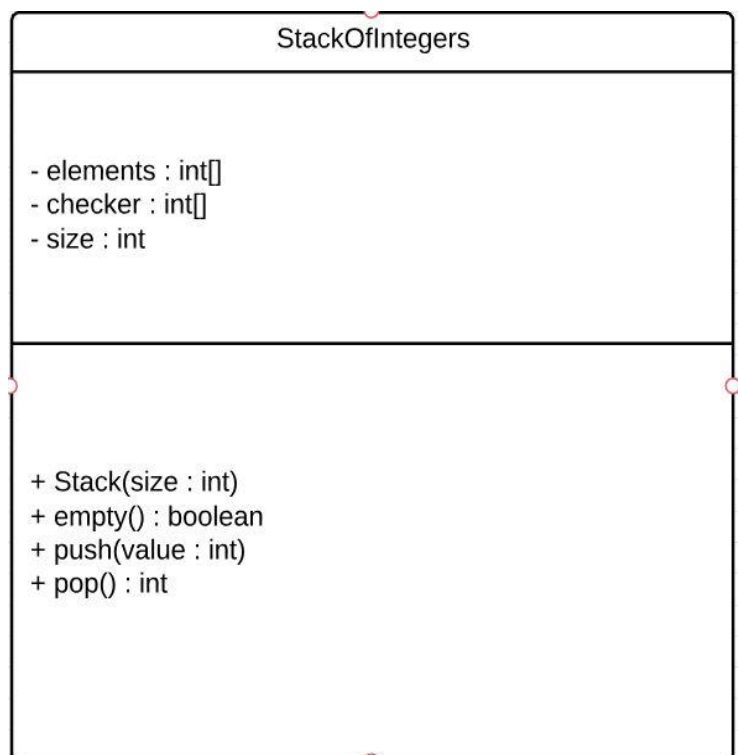 StackOfIntegers
- elements : int[]
- checker : int[]
- size : int
+ Stack(size : int)
+ empty() : boolean
+ push(value : int)
+ pop() : int